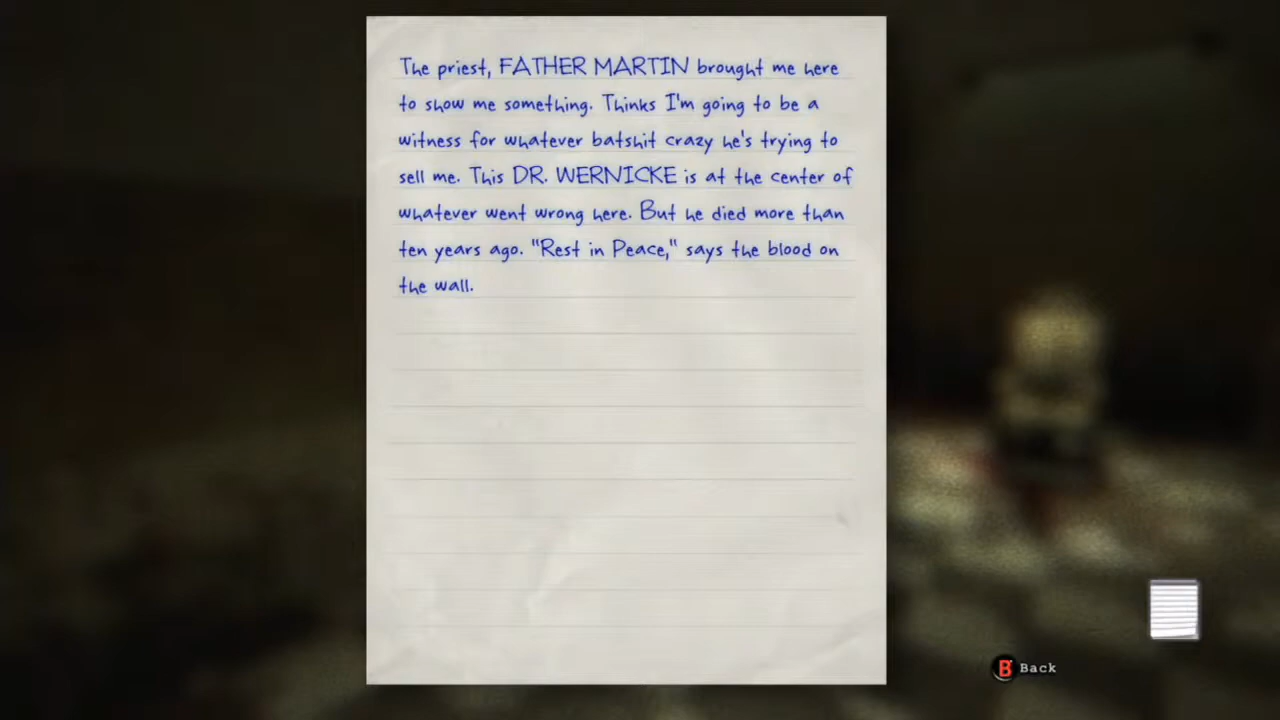 The priest, FATHER MARTIN brought me here
to show me something. Thinks I'm going to be a
witness for whatever batshit crazy he's trying to
sell me. This DR. WERNICKE is at the center of
whatever went wrong here. But he died more than
ten years ago. "Rest in Peace," says the blood on
the wall.
B Back